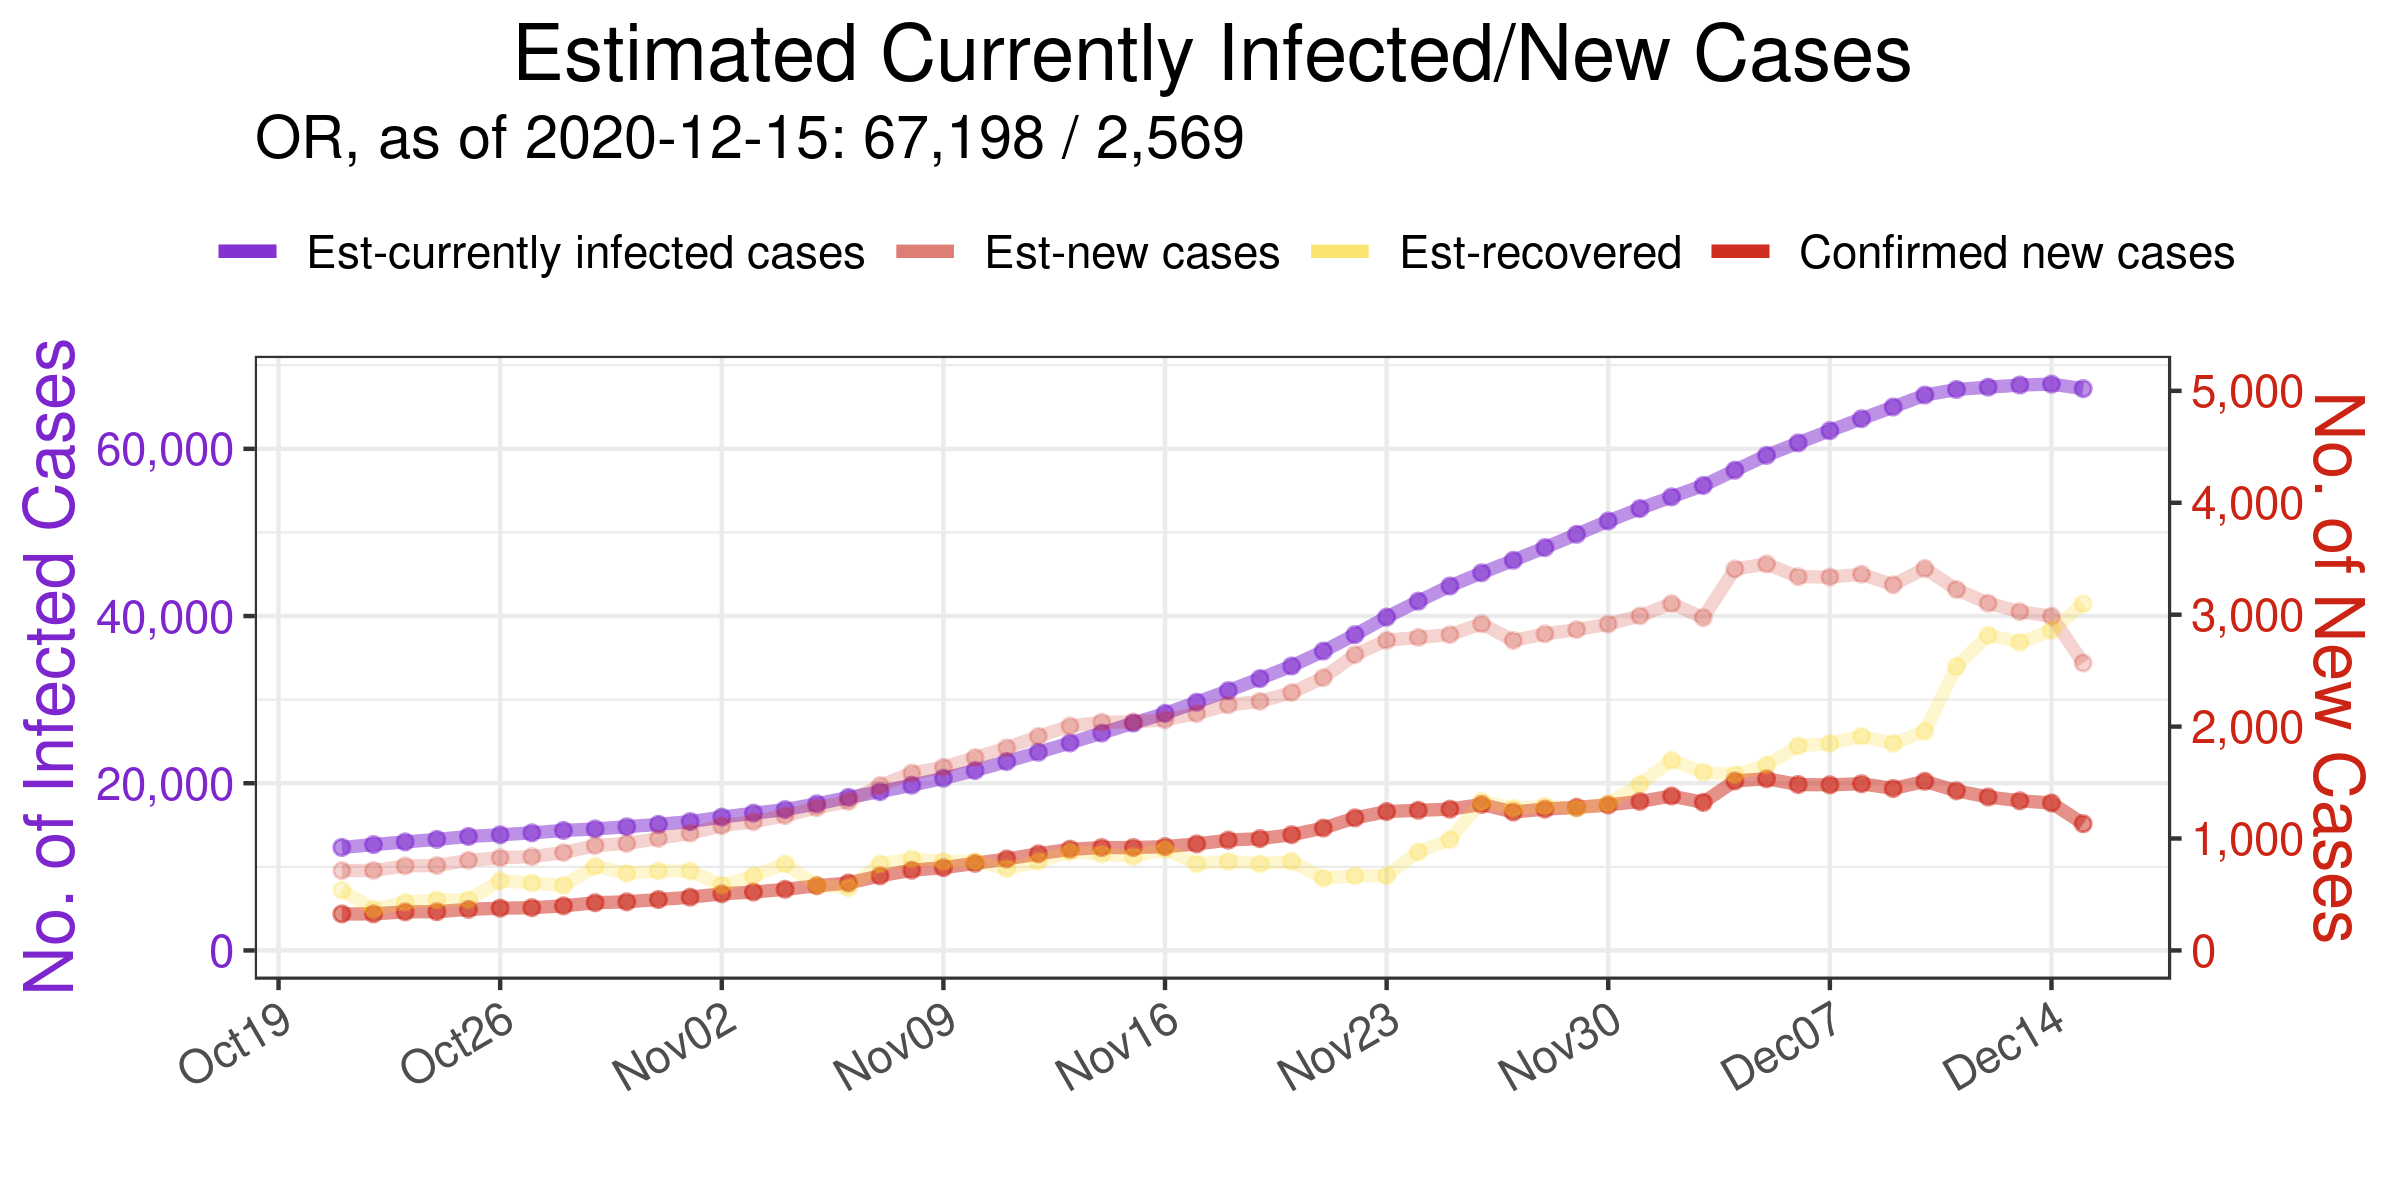 Estimated Currently Infected/New Cases
OR, as of 2020-12-15: 67,198 / 2,569
Est-currently infected cases Est-new cases Est-recovered Confirmed new cases
No. of Infected Cases
60,000
40,000
20,000
0
5,000
4,000
3,000
2,000
1,000
0
No. of New Cases
Oct19 Oct26 Nov02 Nov09 Nov16 Nov23 Nov30 Dec07 Dec14